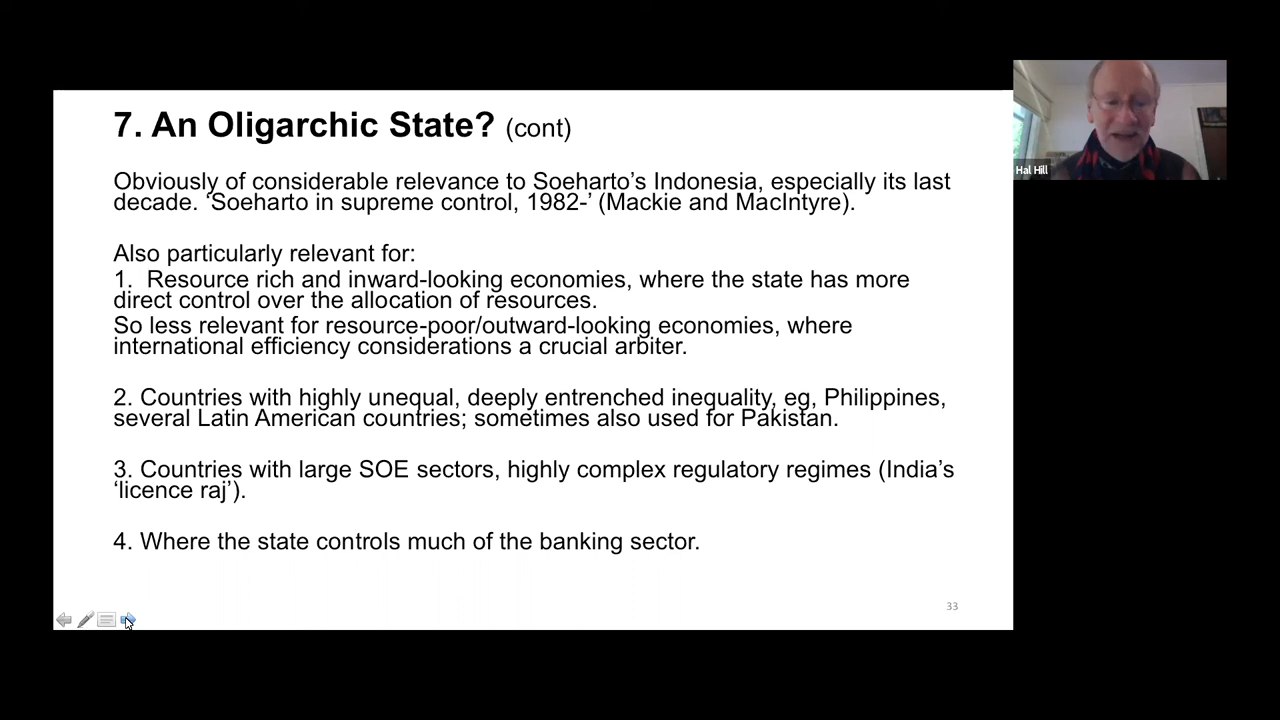 7. An Oligarchic State? (cont)
Obviously of considerable relevance to Soeharto’s Indonesia, especially its last
decade. ‘Soeharto in supreme control, 1982-’ (Mackie and MacIntyre).
Also particularly relevant for:
1. Resource rich and inward-looking economies, where the state has more
direct control over the allocation of resources.
So less relevant for resource-poor/outward-looking economies, where
international efficiency considerations a crucial arbiter.
2. Countries with highly unequal, deeply entrenched inequality, eg, Philippines,
several Latin American countries; sometimes also used for Pakistan.
3. Countries with large SOE sectors, highly complex regulatory regimes (India’s
‘licence raj’).
4. Where the state controls much of the banking sector.
33
Hal Hill